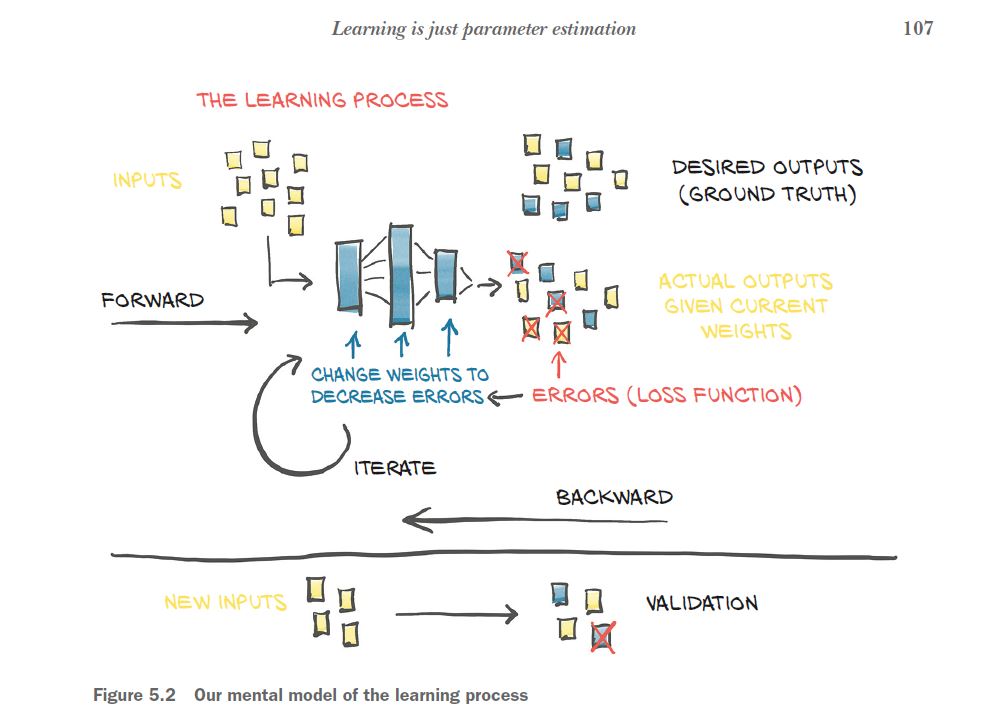 Learning is just parameter estimation
107
THE LEARNING PROCESS
INPUTS
DESIRED OUTPUTS
(GROUND TRUTH)
ACTUAL OUTPUTS
GIVEN CURRENT
WEIGHTS
FORWARD
CHANGE WEIGHTS TO
DECREASE ERRORS
ERRORS (LOSS FUNCTION)
ITERATE
BACKWARD
NEW INPUTS
VALIDATION
Figure 5.2 Our mental model of the learning process